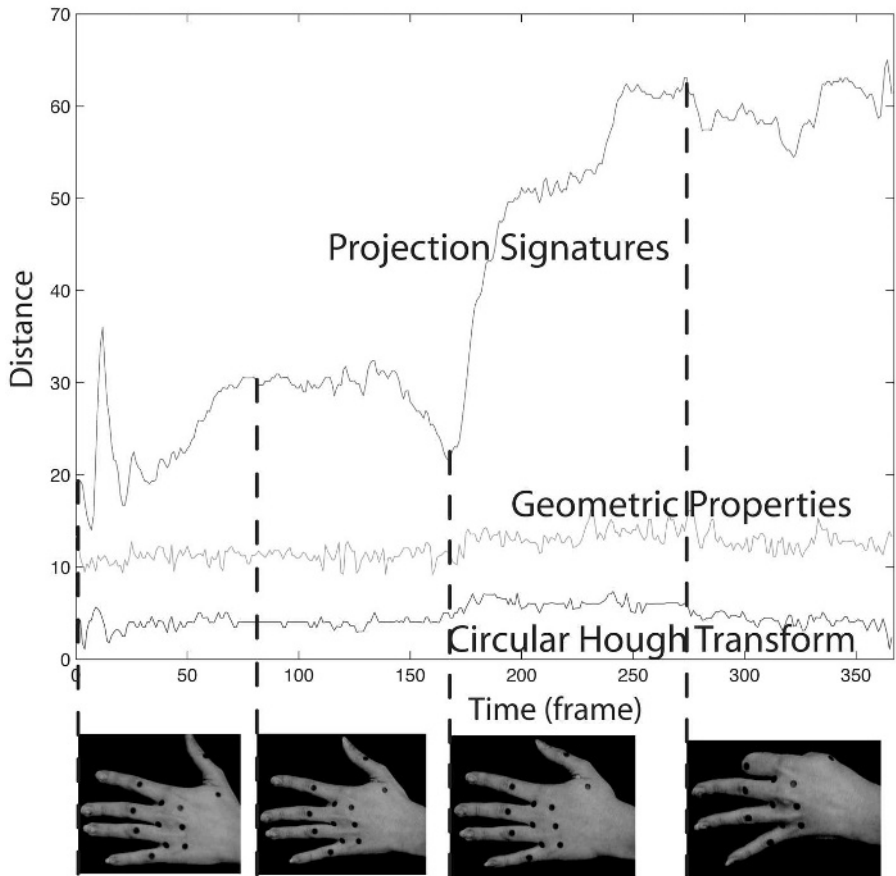 70
60
50
40
30
20
10
0
Distance
Projection Signatures
Geometric Properties
Circular Hough Transform
0 50 100 150 200 250 300 350
Time (frame)